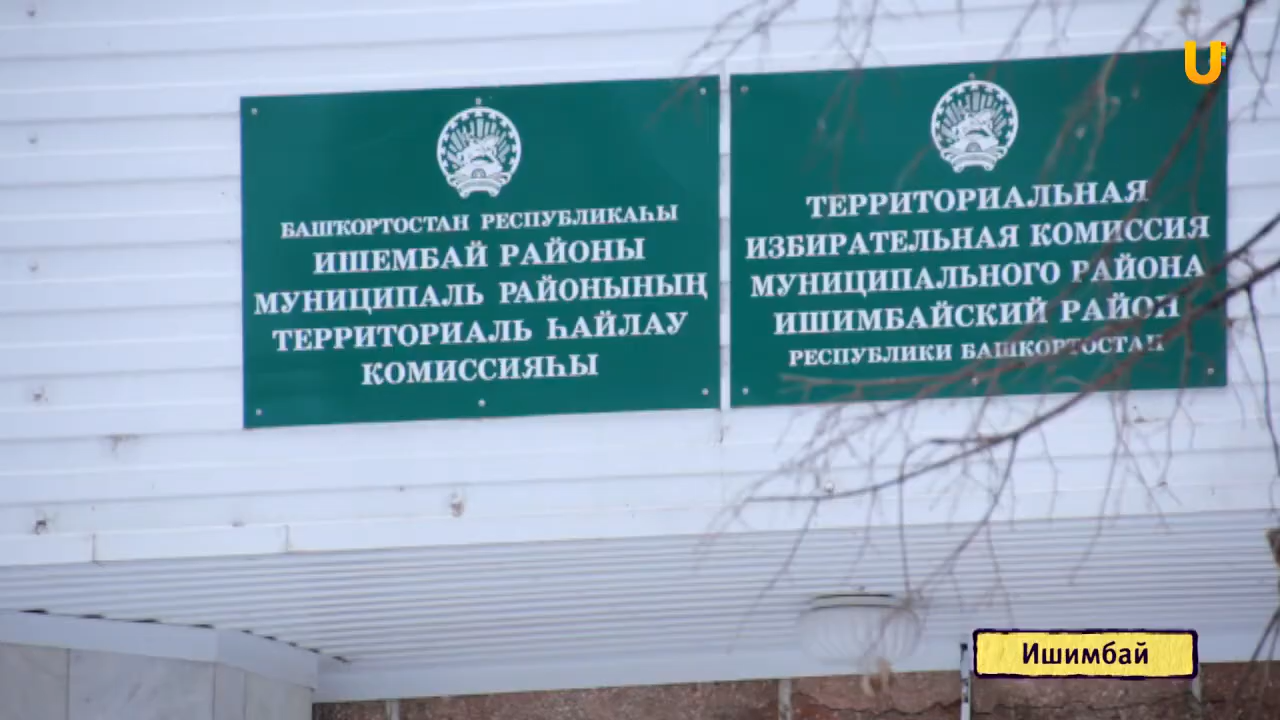 БАШҠОРТОСТАН РЕСПУБЛИКАҺЫ
ИШЕМБАЙ РАЙОНЫ
МУНИЦИПАЛЬ РАЙОНЫНЫҢ
ТЕРРИТОРИАЛЬ ҺАЙЛАУ
КОМИССИЯҺЫ
ТЕРРИТОРИАЛЬНАЯ
ИЗБИРАТЕЛЬНАЯ КОМИССИЯ
МУНИЦИПАЛЬНОГО РАЙОНА
ИШИМБАЙСКИЙ РАЙОН
РЕСПУБЛИКИ БАШКОРТОСТАН
U
Ишимбай